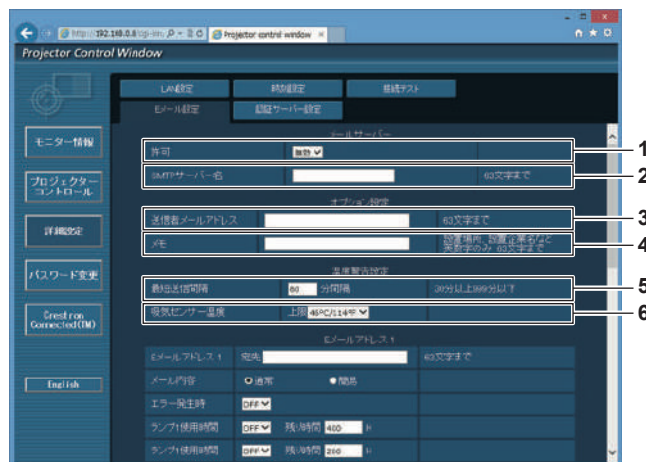 Projector control window
Projector Control Window
LAN設定 時刻設定 接続テスト
Eメール設定 認証サーバー設定
モニター情報
プロジェクター
コントロール
詳細設定
パスワード変更
Crestron
Connected(TM)
English
メールサーバー
許可 無効 1
SMTPサーバー名 63文字まで 2
オプション設定
送信者メールアドレス 63文字まで 3
メモ 設置場所、設置企業名など
英数字のみ 63文字まで 4
温度警告設定
最短送信間隔 60 分間隔 30分以上999分以下 5
吸気センサー温度 上限 46ºC/114ºF 6
Eメールアドレス1
Eメールアドレス1 宛先 63文字まで
メール内容 通常 簡易
エラー発生時 OFF
ランプ1使用時間 OFF 残り時間 400 H
ランプ1使用時間 OFF 残り時間 200 H